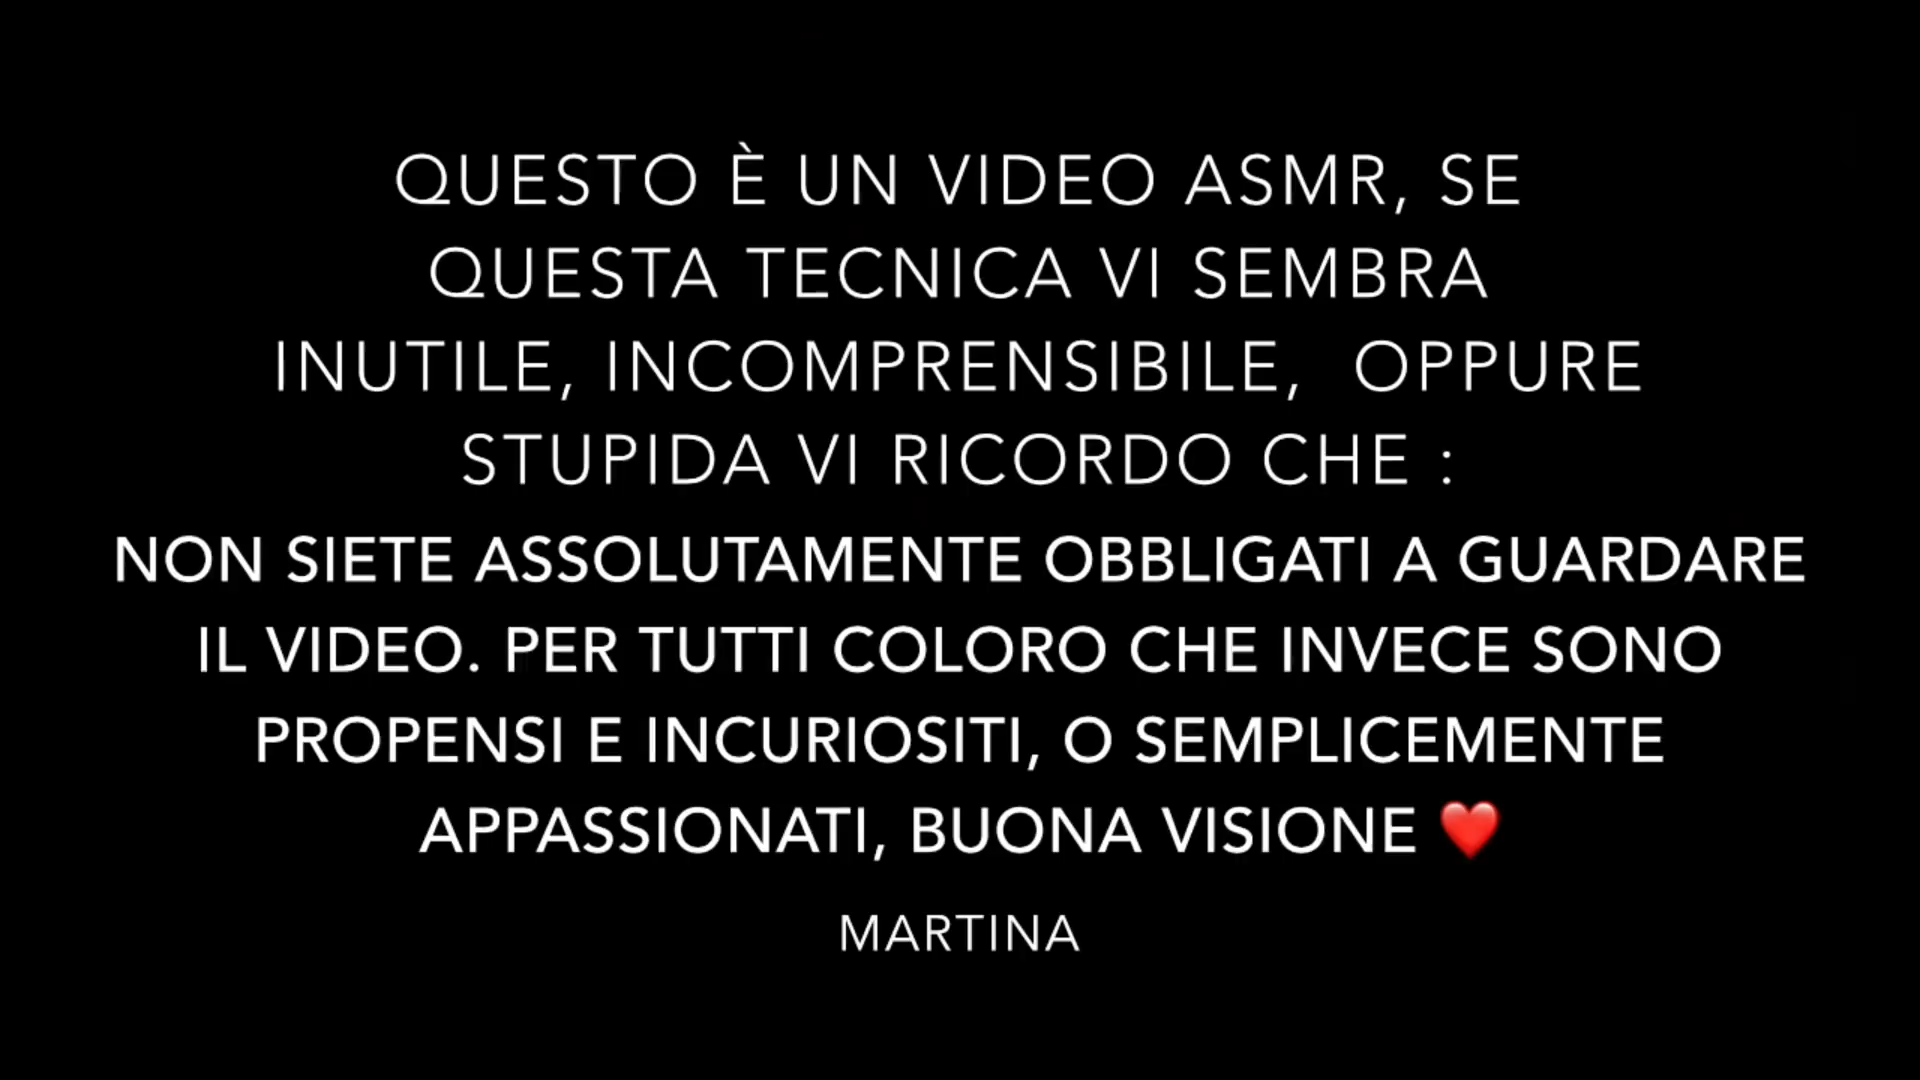 QUESTO È UN VIDEO ASMR, SE
QUESTA TECNICA VI SEMBRA
INUTILE, INCOMPRENSIBILE,  OPPURE
STUPIDA VI RICORDO CHE :
NON SIETE ASSOLUTAMENTE OBBLIGATI A GUARDARE
IL VIDEO. PER TUTTI COLORO CHE INVECE SONO
PROPENSI E INCURIOSITI, O SEMPLICEMENTE
APPASSIONATI, BUONA VISIONE ❤️
MARTINA